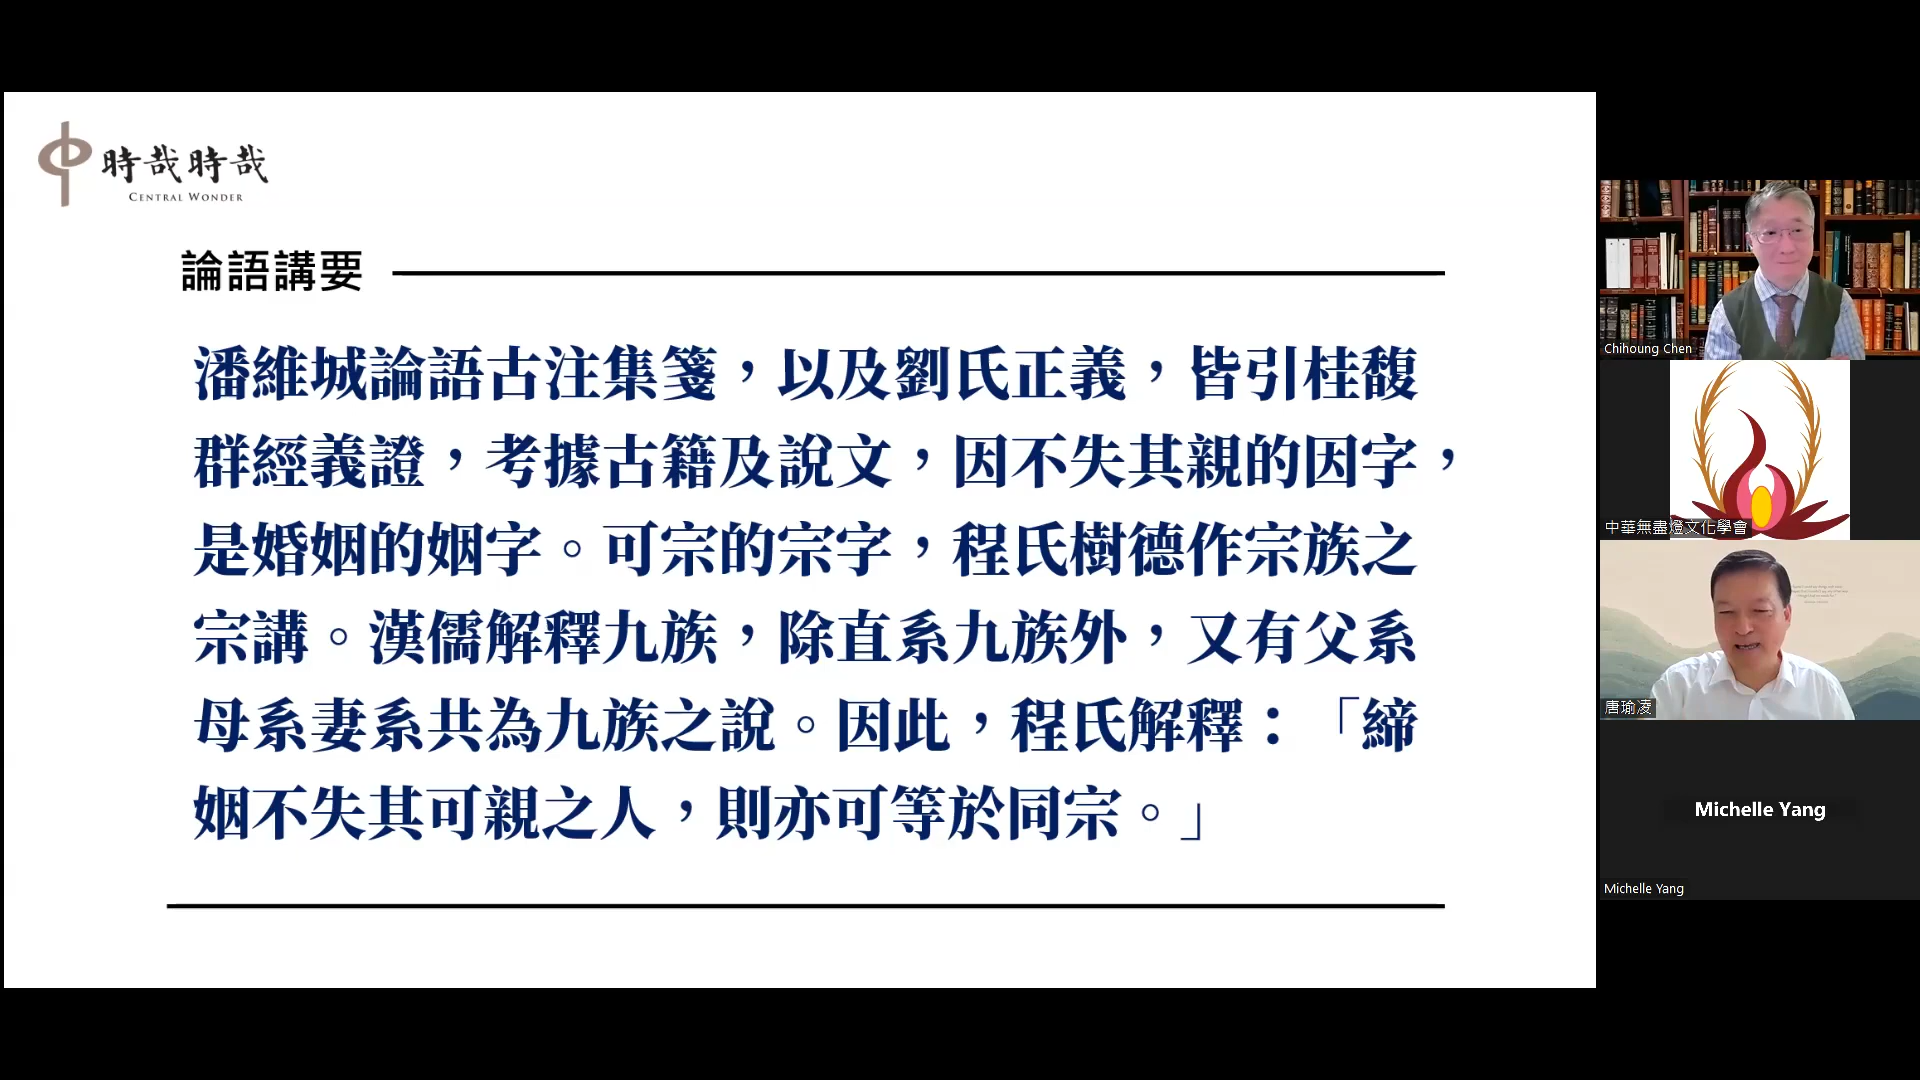 時哉時哉
CENTRAL WONDER
論語講要
潘維城論語古注集箋，以及劉氏正義，皆引桂馥
群經義證，考據古籍及說文，因不失其親的因字，
是婚姻的姻字。可宗的宗字，程氏樹德作宗族之
宗講。漢儒解釋九族，除直系九族外，又有父系
母系妻系共為九族之說。因此，程氏解釋：「締
姻不失其可親之人，則亦可等於同宗。」
Chihoung Chen
中華無盡燈文化學會
唐瑜凌
Michelle Yang
Michelle Yang